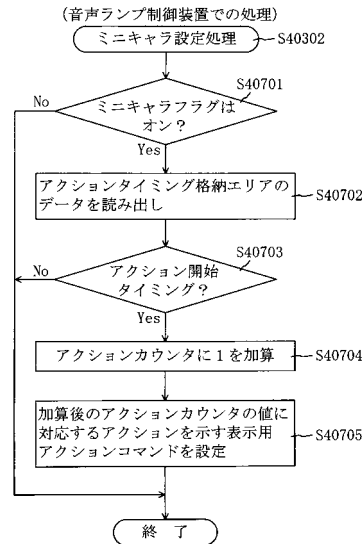 (音声ランプ制御装置での処理)
ミニキャラ設定処理
S40302
S40701
No
ミニキャラフラグは
オン?
Yes
アクションタイミング格納エリアの
データを読み出し
S40702
S40703
No
アクション開始
タイミング?
Yes
アクションカウンタに1を加算
S40704
加算後のアクションカウンタの値に
対応するアクションを示す表示用
アクションコマンドを設定
S40705
終了